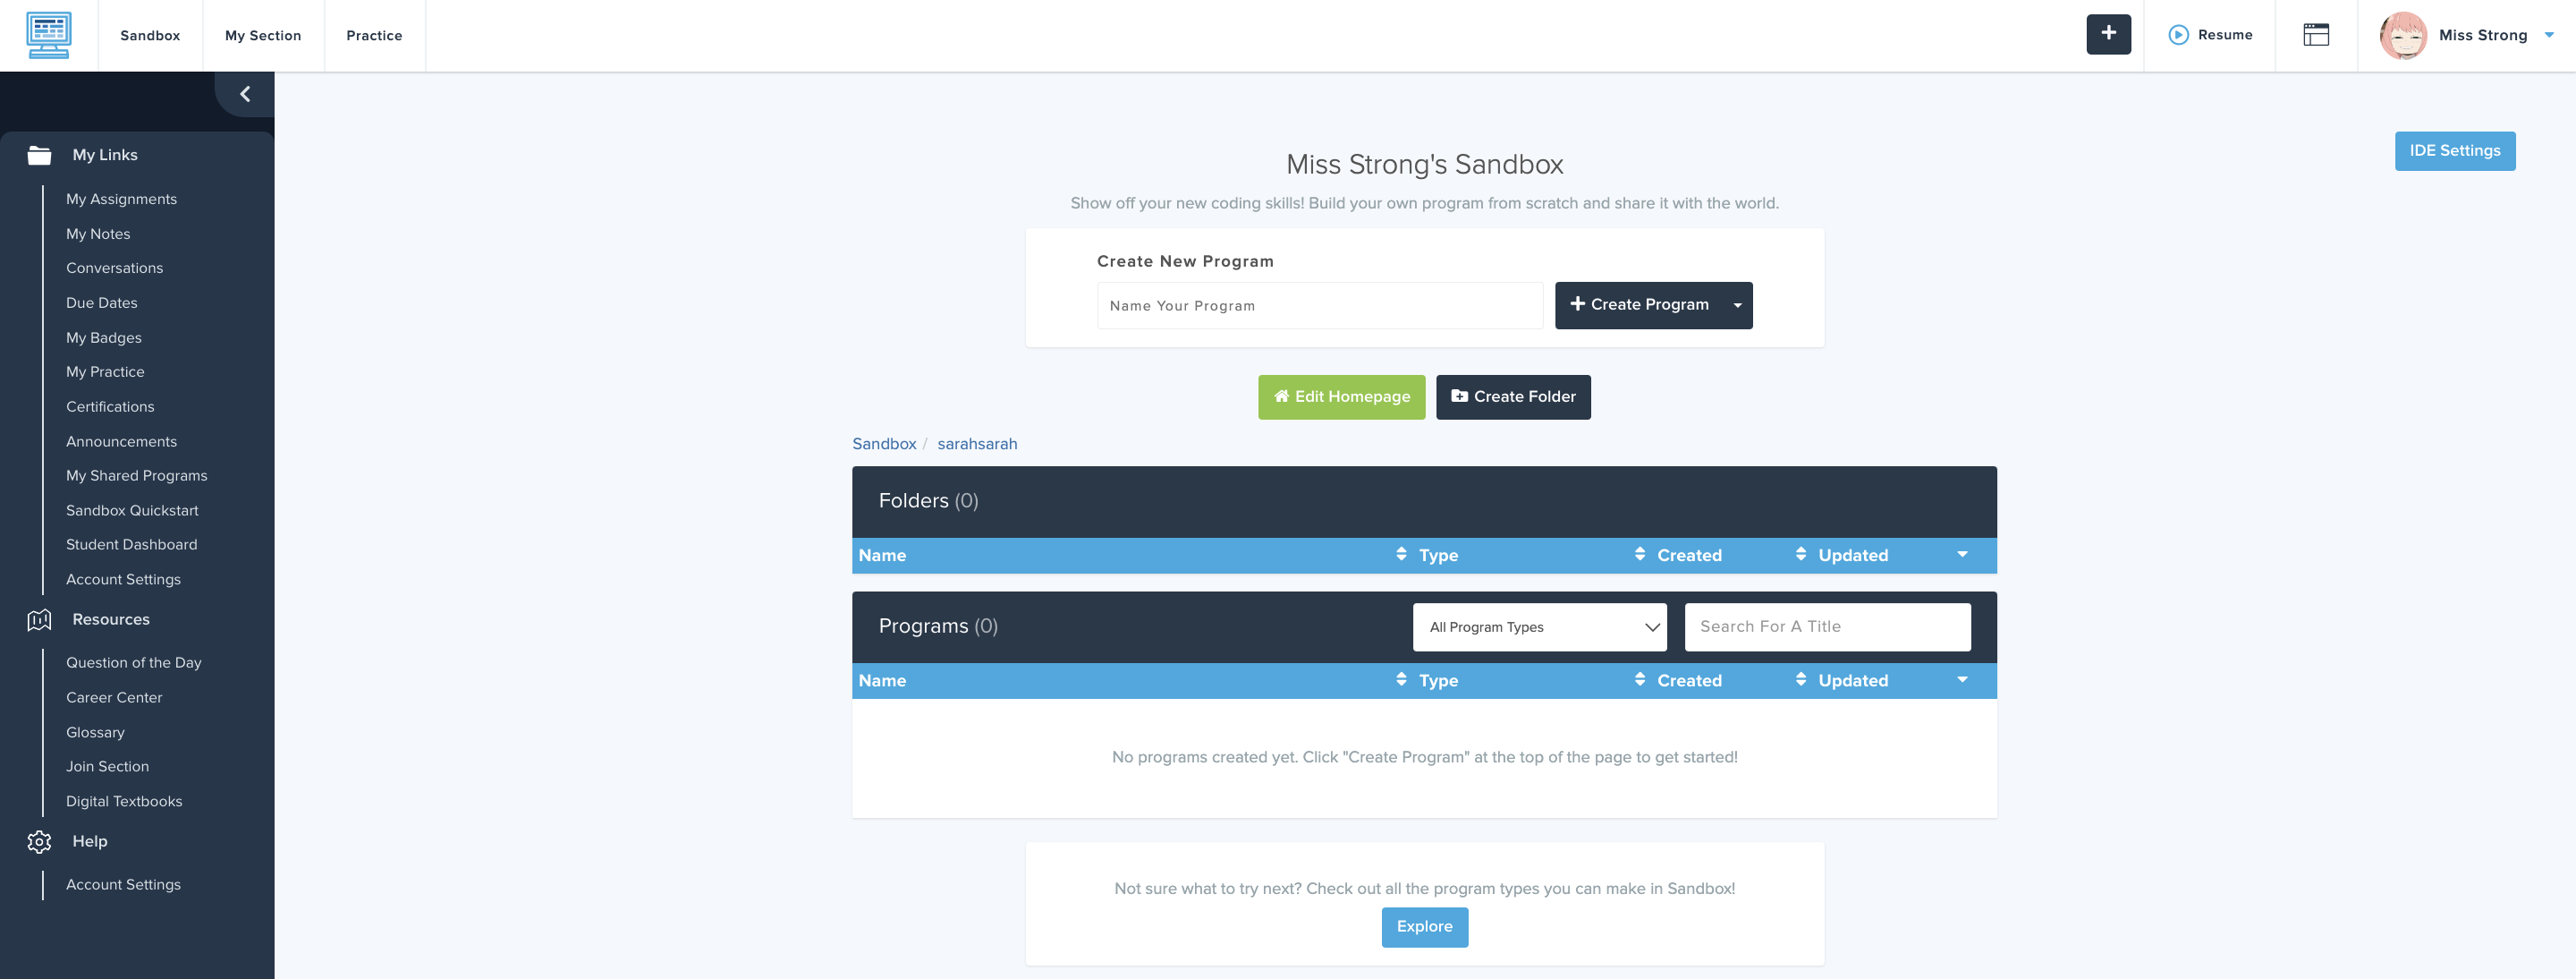 Sandbox
My Section
Practice
Resume
Miss Strong
My Links
My Assignments
My Notes
Conversations
Due Dates
My Badges
My Practice
Certifications
Announcements
My Shared Programs
Sandbox Quickstart
Student Dashboard
Account Settings
Resources
Question of the Day
Career Center
Glossary
Join Section
Digital Textbooks
Help
Account Settings
IDE Settings
Miss Strong's Sandbox
Show off your new coding skills! Build your own program from scratch and share it with the world.
Create New Program
Name Your Program
Create Program
Edit Homepage
Create Folder
Sandbox / sarahsarah
Folders (0)
Name Type Created Updated
Programs (0)
All Program Types
Search For A Title
Name Type Created Updated
No programs created yet. Click "Create Program" at the top of the page to get started!
Not sure what to try next? Check out all the program types you can make in Sandbox!
Explore